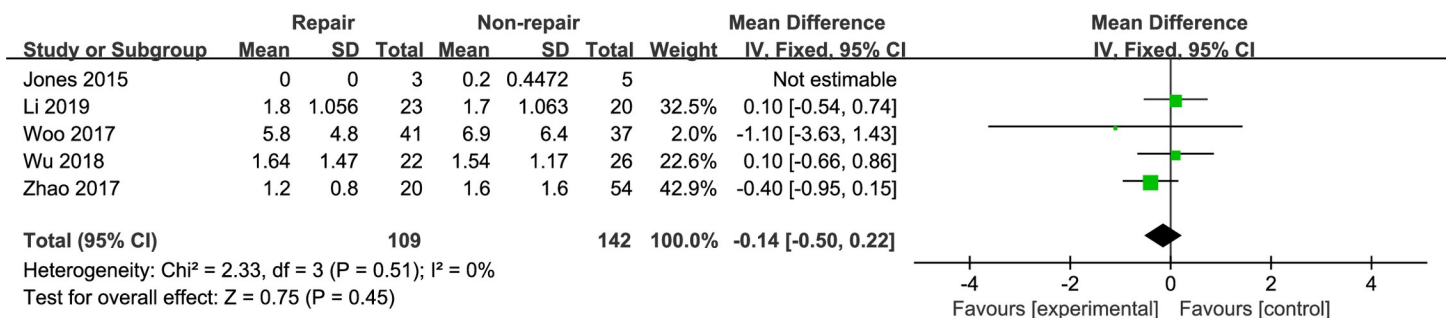 Repair Non-repair Mean Difference Mean Difference
Study or Subgroup Mean SD Total Mean SD Total Weight IV, Fixed, 95% CI IV, Fixed, 95% CI
Jones 2015 0 0 3 0.2 0.4472 5 Not estimable
Li 2019 1.8 1.056 23 1.7 1.063 20 32.5% 0.10 [-0.54, 0.74]
Woo 2017 5.8 4.8 41 6.9 6.4 37 2.0% -1.10 [-3.63, 1.43]
Wu 2018 1.64 1.47 22 1.54 1.17 26 22.6% 0.10 [-0.66, 0.86]
Zhao 2017 1.2 0.8 20 1.6 1.6 54 42.9% -0.40 [-0.95, 0.15]
Total (95% CI) 109 142 100.0% -0.14 [-0.50, 0.22]
Heterogeneity: Chi² = 2.33, df = 3 (P = 0.51); I² = 0%
Test for overall effect: Z = 0.75 (P = 0.45)
-4 -2 0 2 4
Favours [experimental] Favours [control]